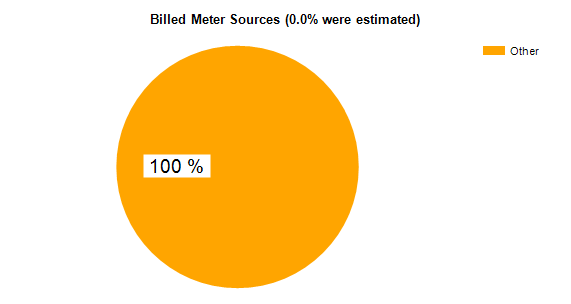 Billed Meter Sources (0.0% were estimated)
Other
100 %